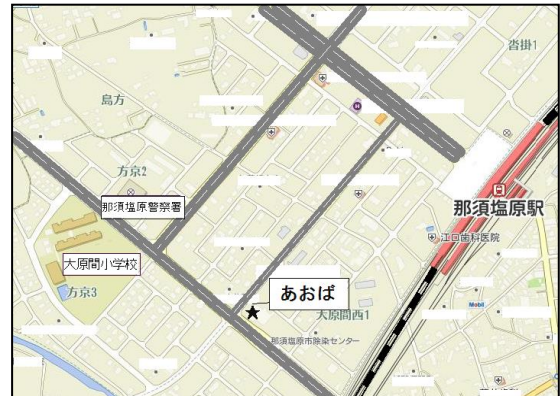 沓掛1
島方
方京2
那須塩原警察署
那須塩原駅
江口歯科医院
大原間小学校
方京3
あおば
大原間西1
Mobil
那須塩原市除染センター